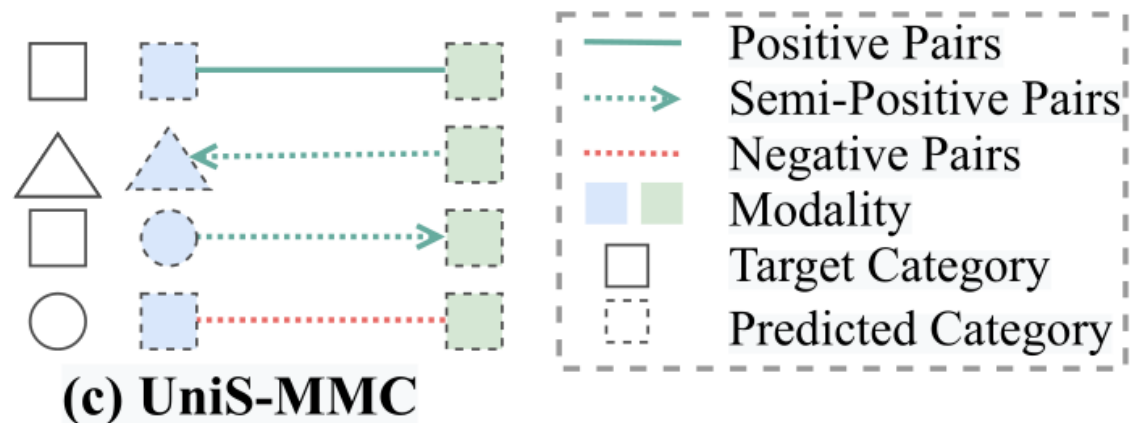 Positive Pairs
Semi-Positive Pairs
Negative Pairs
Modality
Target Category
Predicted Category
(c) UniS-MMC